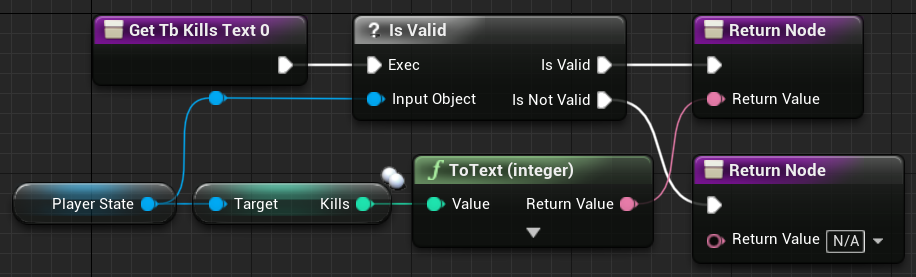 Get Tb Kills Text 0
? Is Valid
Return Node
Exec
Is Valid
Input Object
Is Not Valid
Return Value
f ToText (integer)
Return Node
Player State
Target
Kills
Value
Return Value
Return Value N/A